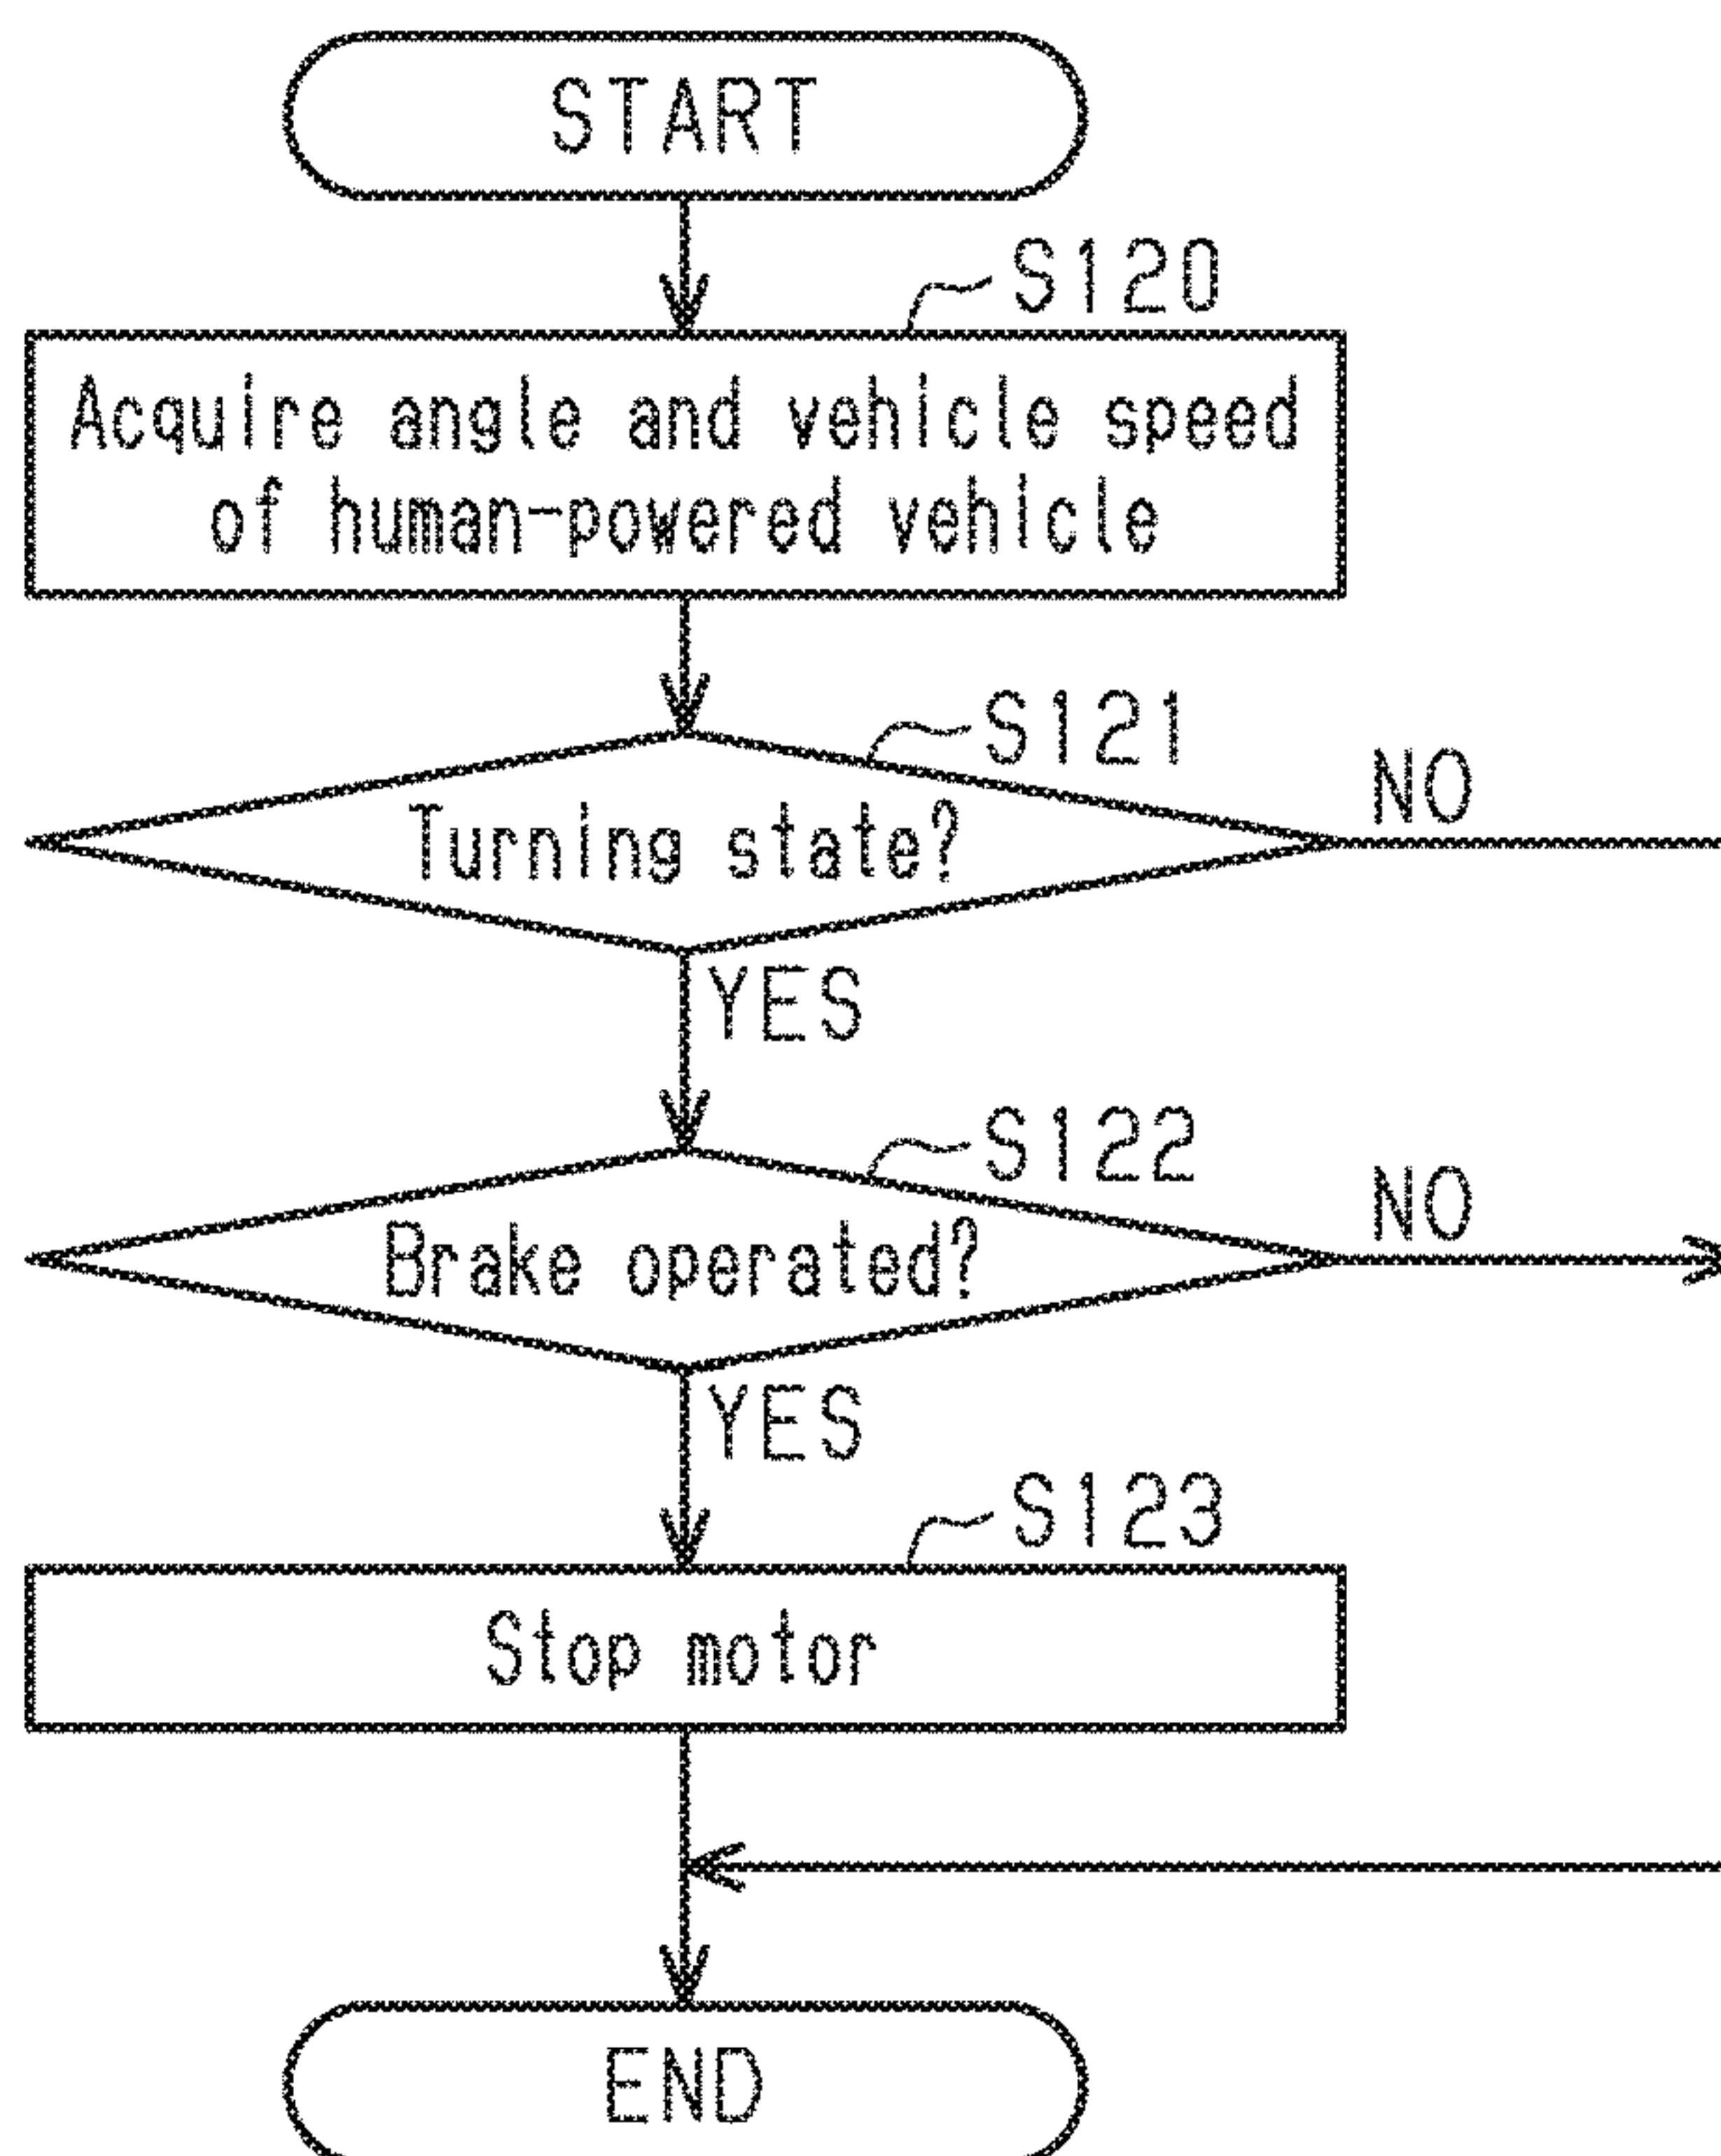 START
S120
Acquire angle and vehicle speed
of human-powered vehicle
S121
Turning state?
NO
YES
S122
Brake operated?
NO
YES
S123
Stop motor
END